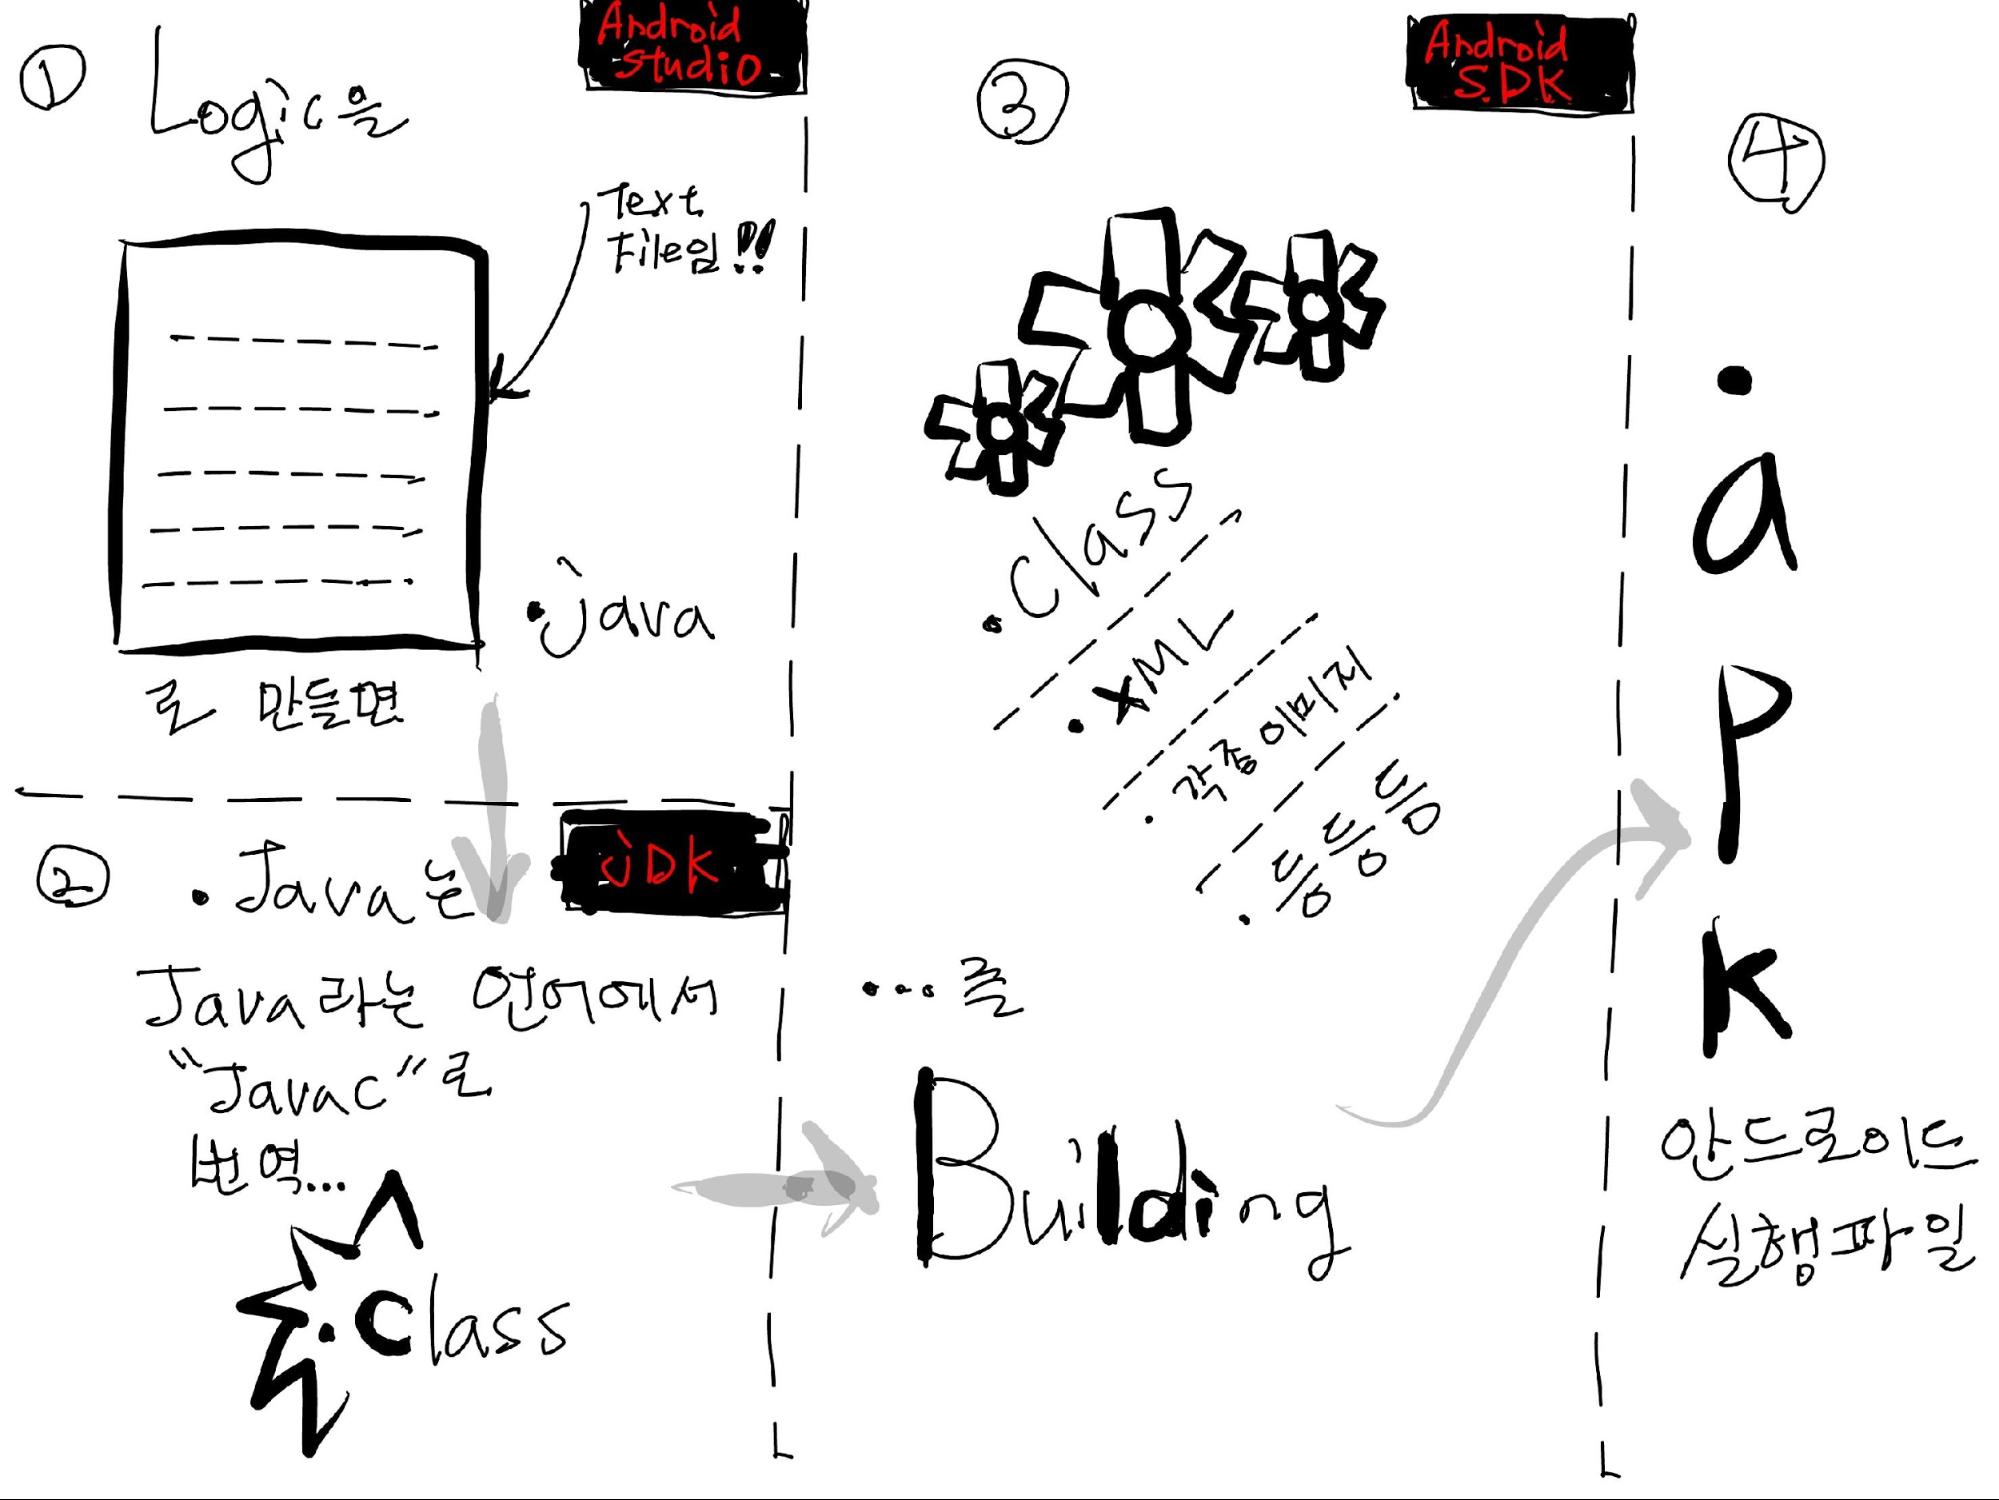 ① Logic을
Android
Studio
Text
File임!!
.java
로 만들면
② .Java는
JDK
Java라는 언어에서
"Javac"로
번역...
.class
③
Android
SDK
.Class
.XML
.각종이미지
.등등등
...를
Building
④
.apk
안드로이드
실행파일